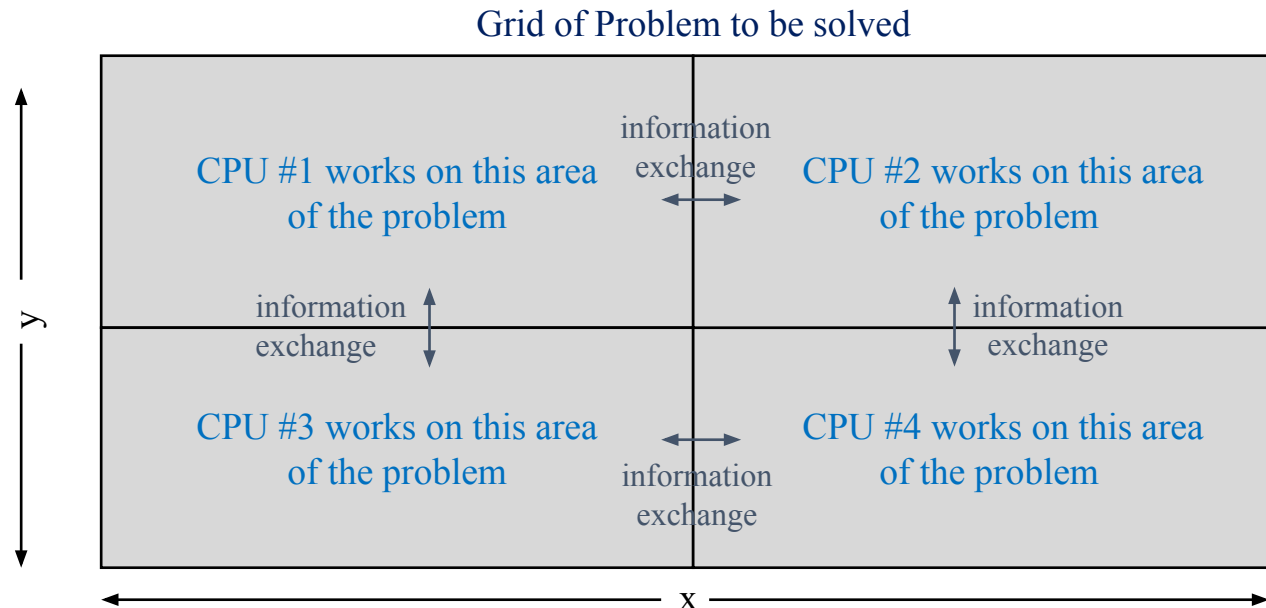 Grid of Problem to be solved
information
exchange
CPU #1 works on this area
of the problem
CPU #2 works on this area
of the problem
y
information
exchange
information
exchange
CPU #3 works on this area
of the problem
CPU #4 works on this area
of the problem
information
exchange
x